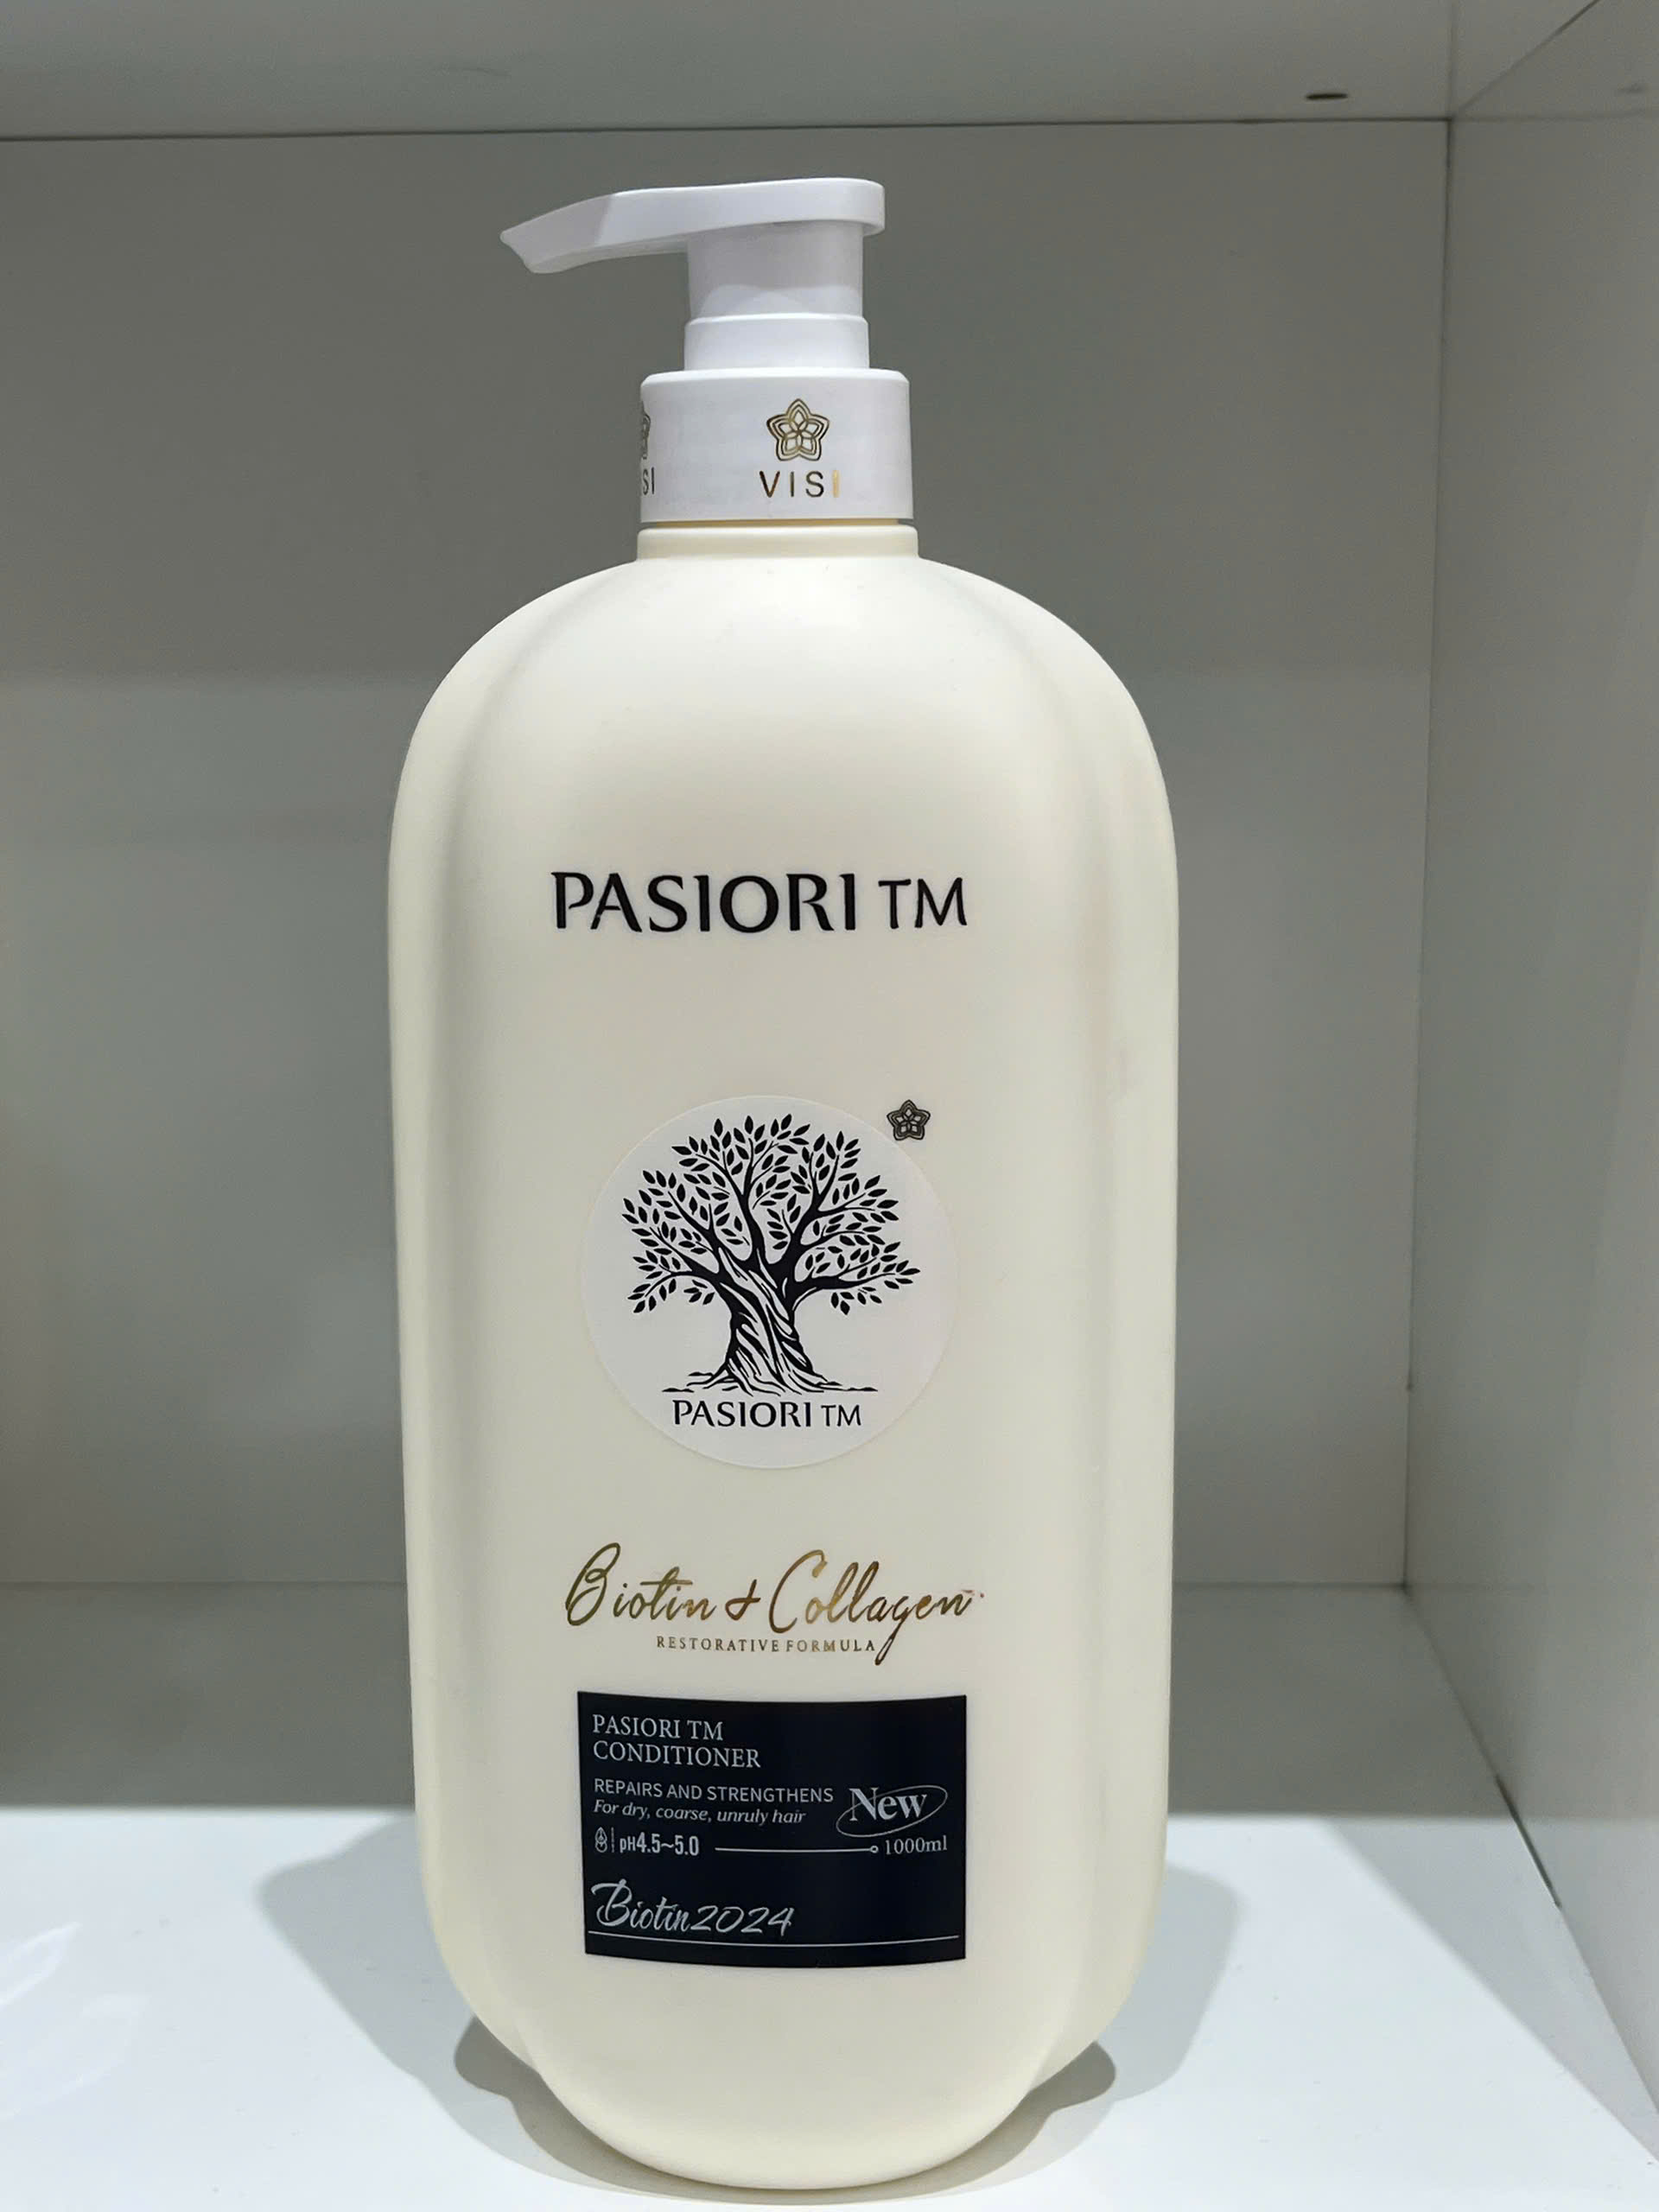 VISI
SI
PASIORI TM
PASIORI TM
Biotin & Collagen
RESTORATIVE FORMULA
PASIORI TM
CONDITIONER
REPAIRS AND STRENGTHENS
For dry, coarse, unruly hair
New
pH4.5~5.0
1000ml
Biotin2024